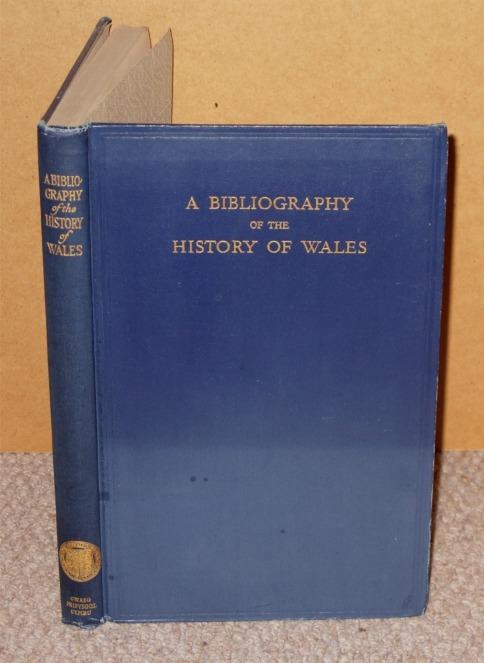 A BIBLIO-
GRAPHY
of the
HISTORY
of
WALES
GWASG
PRIFYSGOL
CYMRU
A BIBLIOGRAPHY
OF THE
HISTORY OF WALES